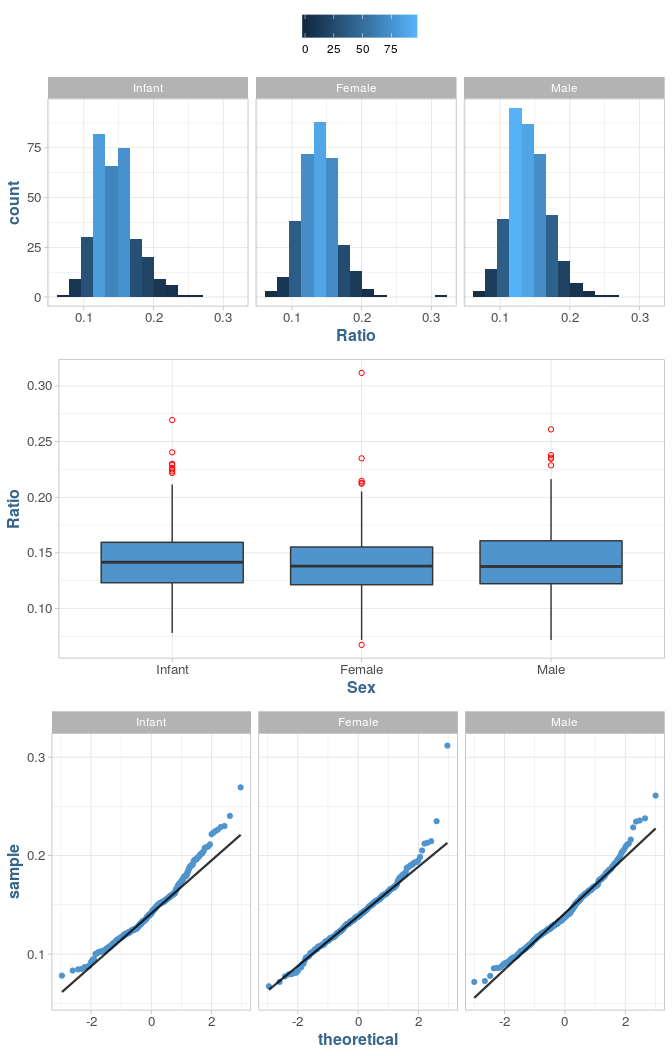 0 25 50 75
Infant Female Male
75
50
25
0
count
0.1 0.2 0.3 0.1 0.2 0.3 0.1 0.2 0.3
Ratio
0.30
0.25
0.20
0.15
0.10
Ratio
Infant Female Male
Sex
Infant Female Male
0.3
0.2
0.1
sample
-2 0 2 -2 0 2 -2 0 2
theoretical